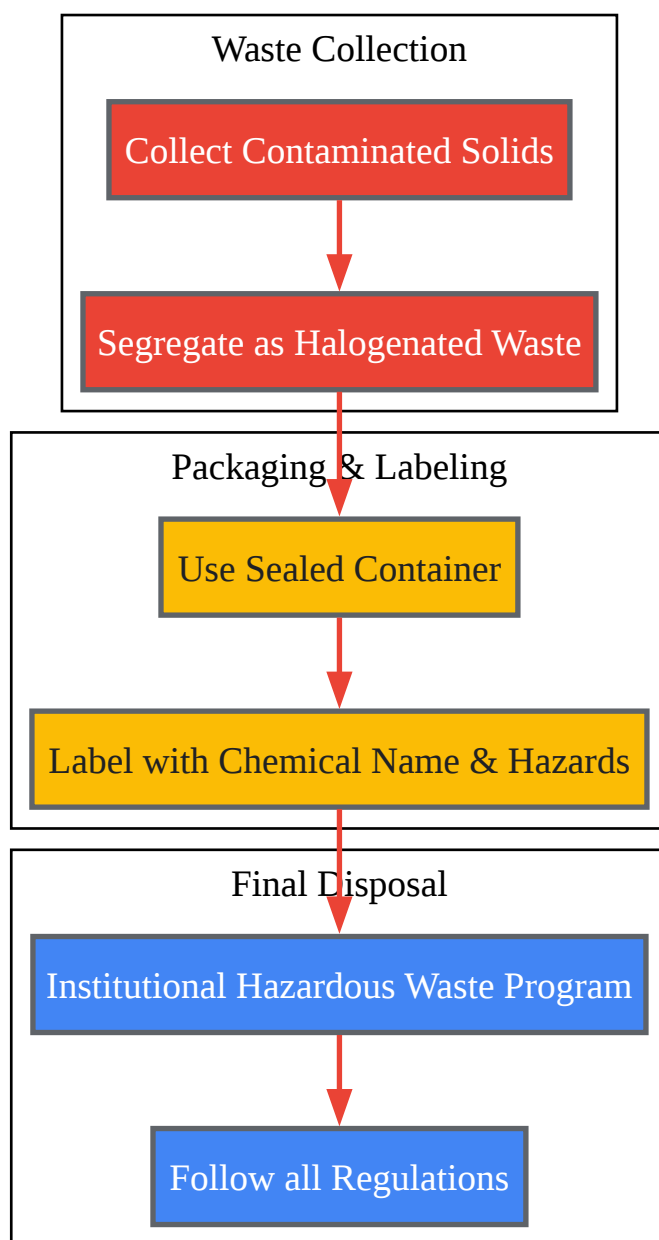 Waste Collection
Collect Contaminated Solids
Segregate as Halogenated Waste
Packaging & Labeling
Use Sealed Container
Label with Chemical Name & Hazards
Final Disposal
Institutional Hazardous Waste Program
Follow all Regulations